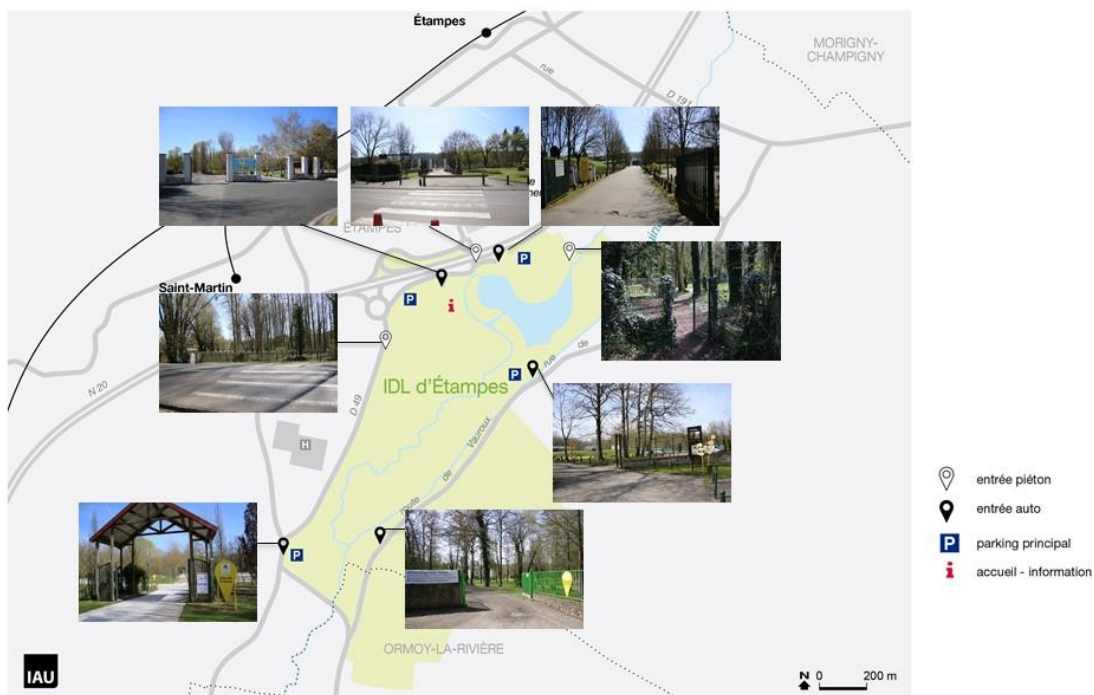 Étampes
MORIGNY-
CHAMPIGNY
rue
D 191
ÉTAMPES
Saint-Martin
N 20
D 49
IDL d'Étampes
rue
de
Vauroux
de
route
H
P
P
P
P
i
ORMOY-LA-RIVIÈRE
entrée piéton
entrée auto
P parking principal
i accueil - information
IAU
N 0 200 m